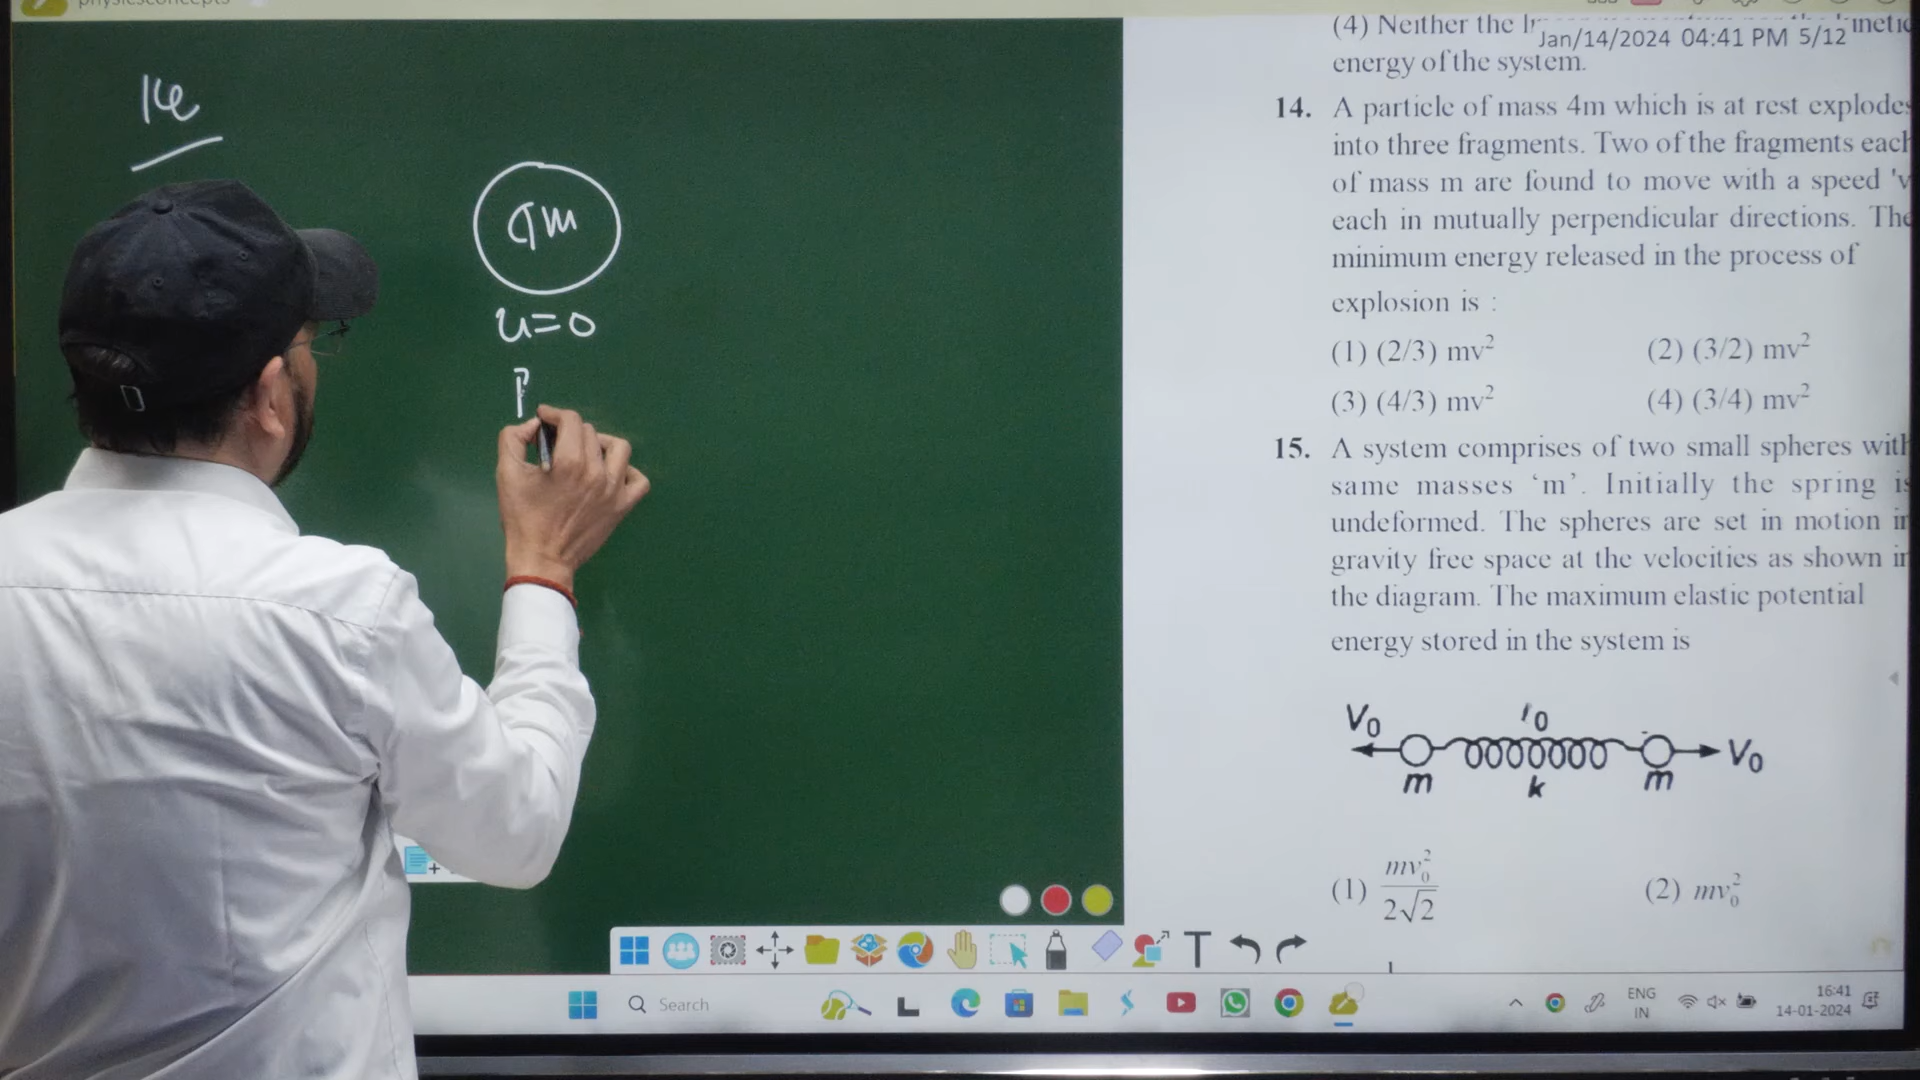 physicsconcepts
14
4m
u=0
P
(4) Neither the
energy of the system.
Jan/14/2024 04:41 PM 5/12
14. A particle of mass 4m which is at rest explodes
into three fragments. Two of the fragments each
of mass m are found to move with a speed 'v
each in mutually perpendicular directions. The
minimum energy released in the process of
explosion is :
(1) (2/3) mv² (2) (3/2) mv²
(3) (4/3) mv² (4) (3/4) mv²
15. A system comprises of two small spheres with
same masses ‘m’. Initially the spring is
undeformed. The spheres are set in motion in
gravity free space at the velocities as shown in
the diagram. The maximum elastic potential
energy stored in the system is
V₀ l₀ V₀
m k m
(1) mv₀²/2√2 (2) mv₀²
T
Search
ENG
IN
16:41
14-01-2024